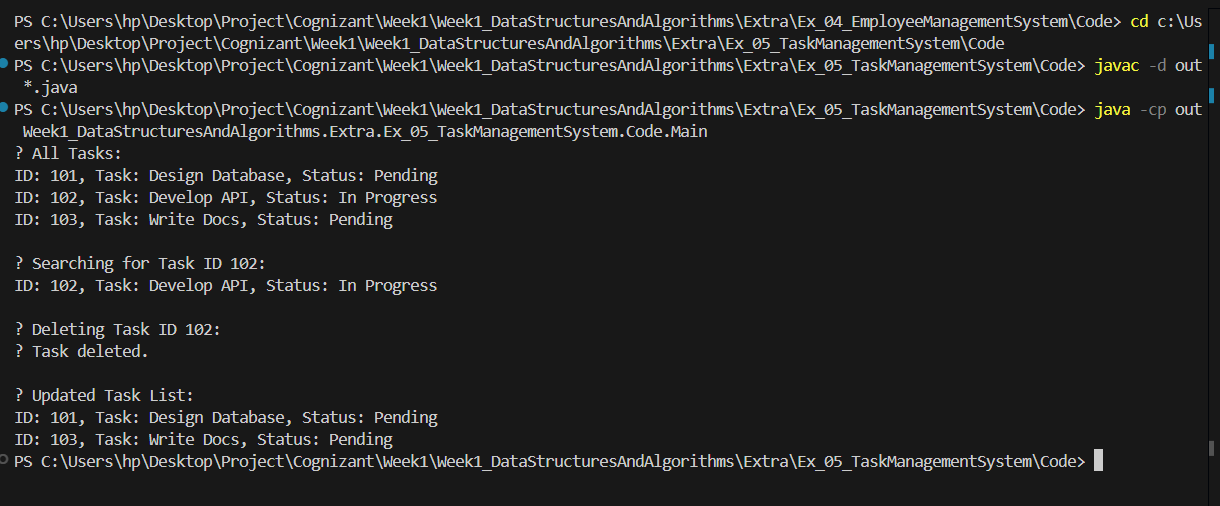 PS C:\Users\hp\Desktop\Project\Cognizant\Week1\Week1_DataStructuresAndAlgorithms\Extra\Ex_04_EmployeeManagementSystem\Code> cd c:\Us
ers\hp\Desktop\Project\Cognizant\Week1\Week1_DataStructuresAndAlgorithms\Extra\Ex_05_TaskManagementSystem\Code
PS C:\Users\hp\Desktop\Project\Cognizant\Week1\Week1_DataStructuresAndAlgorithms\Extra\Ex_05_TaskManagementSystem\Code> javac -d out
 *.java
PS C:\Users\hp\Desktop\Project\Cognizant\Week1\Week1_DataStructuresAndAlgorithms\Extra\Ex_05_TaskManagementSystem\Code> java -cp out
 Week1_DataStructuresAndAlgorithms.Extra.Ex_05_TaskManagementSystem.Code.Main
? All Tasks:
ID: 101, Task: Design Database, Status: Pending
ID: 102, Task: Develop API, Status: In Progress
ID: 103, Task: Write Docs, Status: Pending

? Searching for Task ID 102:
ID: 102, Task: Develop API, Status: In Progress

? Deleting Task ID 102:
? Task deleted.

? Updated Task List:
ID: 101, Task: Design Database, Status: Pending
ID: 103, Task: Write Docs, Status: Pending
PS C:\Users\hp\Desktop\Project\Cognizant\Week1\Week1_DataStructuresAndAlgorithms\Extra\Ex_05_TaskManagementSystem\Code>